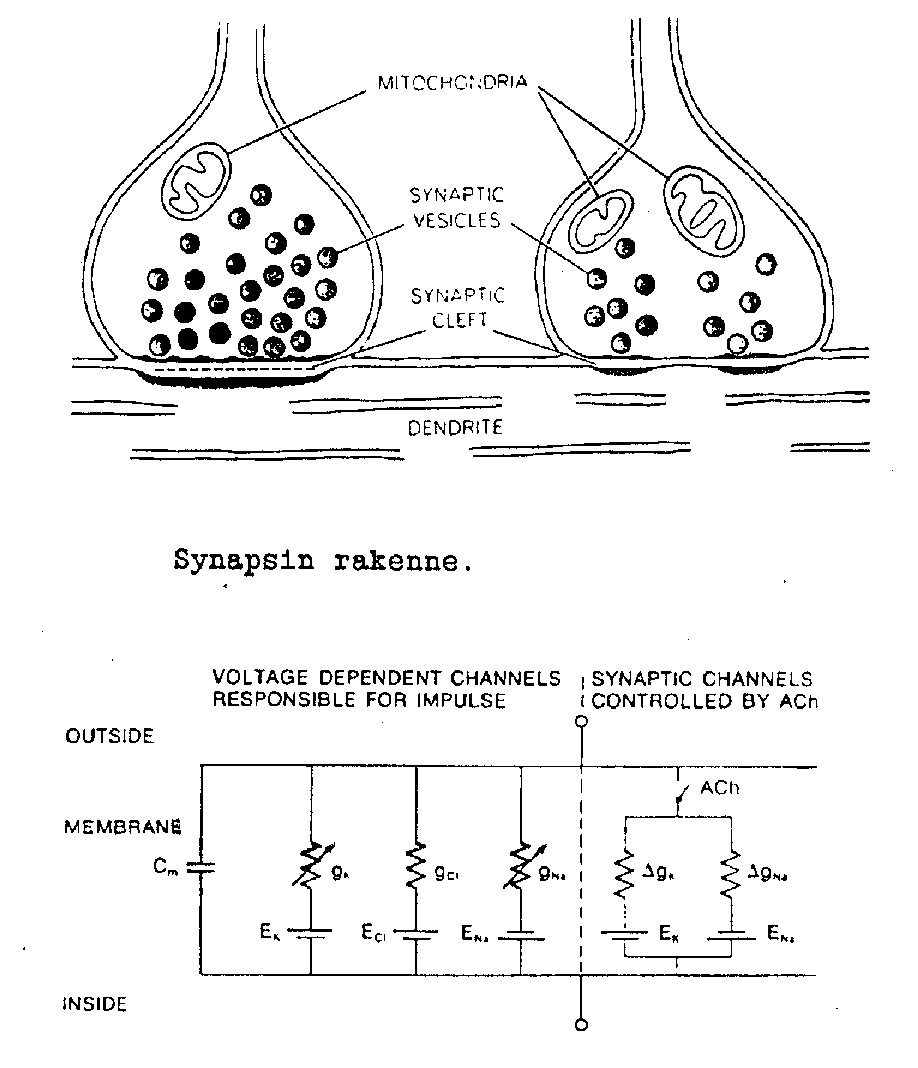 MITOCHONDRIA
SYNAPTIC
VESICLES
SYNAPTIC
CLEFT
DENDRITE
Synapsin rakenne.
VOLTAGE DEPENDENT CHANNELS
RESPONSIBLE FOR IMPULSE
SYNAPTIC CHANNELS
CONTROLLED BY ACh
OUTSIDE
ACh
MEMBRANE
Cm
gK
gCl
gNa
ΔgK
ΔgNa
EK
ECl
ENa
EK
ENa
INSIDE